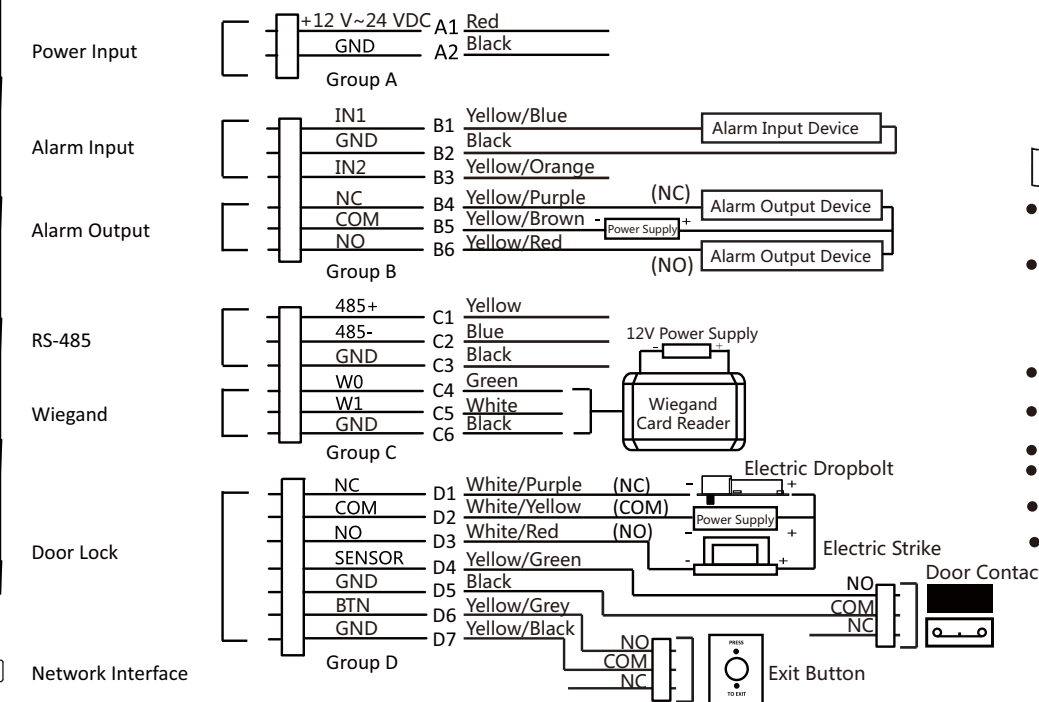 Power Input
+12 V~24 VDC A1 Red
GND A2 Black
Group A
Alarm Input
IN1 B1 Yellow/Blue
Alarm Input Device
GND B2 Black
IN2 B3 Yellow/Orange
Alarm Output
NC B4 Yellow/Purple (NC)
Alarm Output Device
COM B5 Yellow/Brown - Power Supply +
NO B6 Yellow/Red (NO)
Alarm Output Device
Group B
RS-485
485+ C1 Yellow
485- C2 Blue
GND C3 Black
12V Power Supply
- +
Wiegand
W0 C4 Green
W1 C5 White
GND C6 Black
Wiegand
Card Reader
Group C
Door Lock
NC D1 White/Purple (NC)
Electric Dropbolt
- +
COM D2 White/Yellow (COM)
Power Supply
- +
NO D3 White/Red (NO)
Electric Strike
- +
SENSOR D4 Yellow/Green
GND D5 Black
BTN D6 Yellow/Grey
GND D7 Yellow/Black
Group D
Door Contac
NO
COM
NC
NO
COM
NC
PRESS
TO EXIT
Exit Button
Network Interface